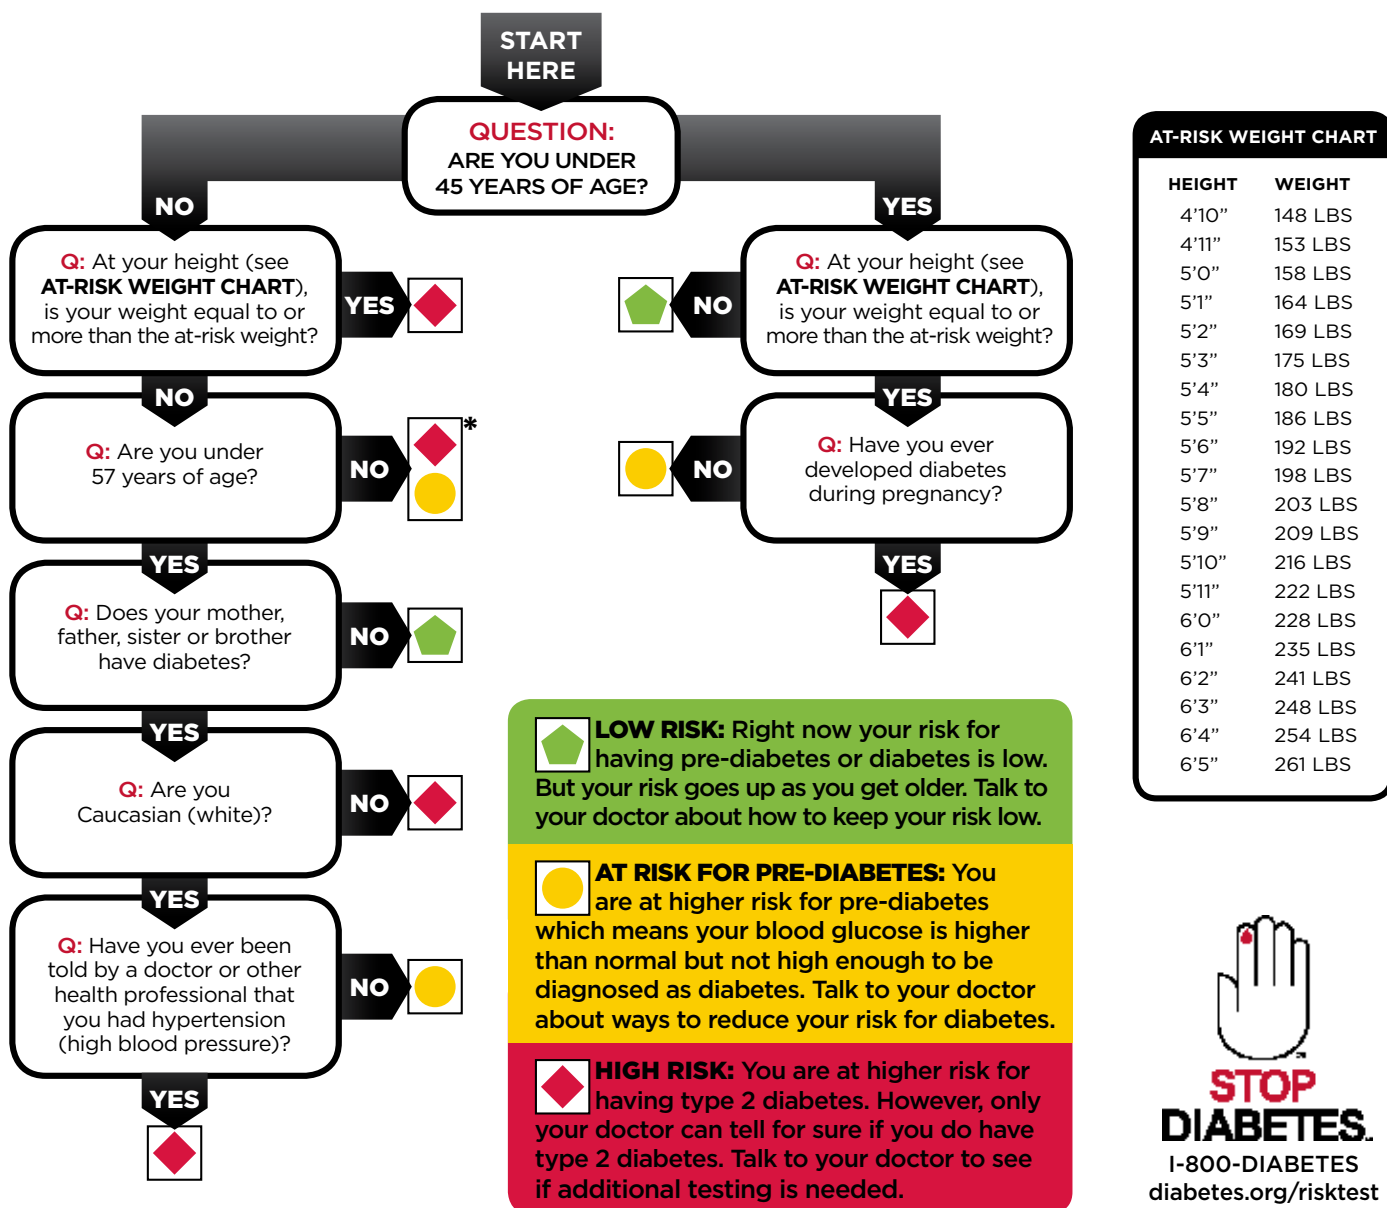 START
HERE
QUESTION:
ARE YOU UNDER
45 YEARS OF AGE?
NO
Q: At your height (see
AT-RISK WEIGHT CHART),
is your weight equal to or
more than the at-risk weight?
YES
NO
Q: Are you under
57 years of age?
NO
*
YES
Q: Does your mother,
father, sister or brother
have diabetes?
NO
YES
Q: Are you
Caucasian (white)?
NO
YES
Q: Have you ever been
told by a doctor or other
health professional that
you had hypertension
(high blood pressure)?
NO
YES
YES
Q: At your height (see
AT-RISK WEIGHT CHART),
is your weight equal to or
more than the at-risk weight?
NO
YES
Q: Have you ever
developed diabetes
during pregnancy?
NO
YES
LOW RISK: Right now your risk for
having pre-diabetes or diabetes is low.
But your risk goes up as you get older. Talk to
your doctor about how to keep your risk low.
AT RISK FOR PRE-DIABETES: You
are at higher risk for pre-diabetes
which means your blood glucose is higher
than normal but not high enough to be
diagnosed as diabetes. Talk to your doctor
about ways to reduce your risk for diabetes.
HIGH RISK: You are at higher risk for
having type 2 diabetes. However, only
your doctor can tell for sure if you do have
type 2 diabetes. Talk to your doctor to see
if additional testing is needed.
AT-RISK WEIGHT CHART
HEIGHT WEIGHT
4'10" 148 LBS
4'11" 153 LBS
5'0" 158 LBS
5'1" 164 LBS
5'2" 169 LBS
5'3" 175 LBS
5'4" 180 LBS
5'5" 186 LBS
5'6" 192 LBS
5'7" 198 LBS
5'8" 203 LBS
5'9" 209 LBS
5'10" 216 LBS
5'11" 222 LBS
6'0" 228 LBS
6'1" 235 LBS
6'2" 241 LBS
6'3" 248 LBS
6'4" 254 LBS
6'5" 261 LBS
STOP
DIABETES.
1-800-DIABETES
diabetes.org/risktest